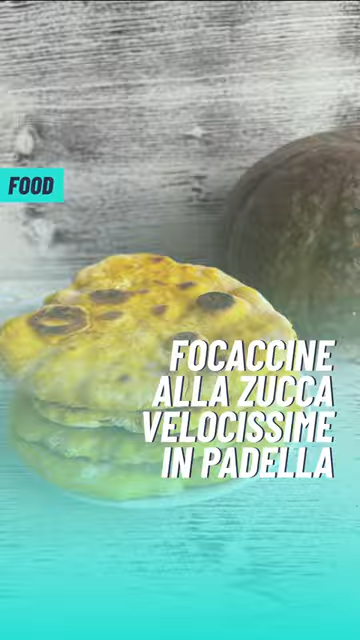 FOOD
FOCACCINE
ALLA ZUCCA
VELOCISSIME
IN PADELLA